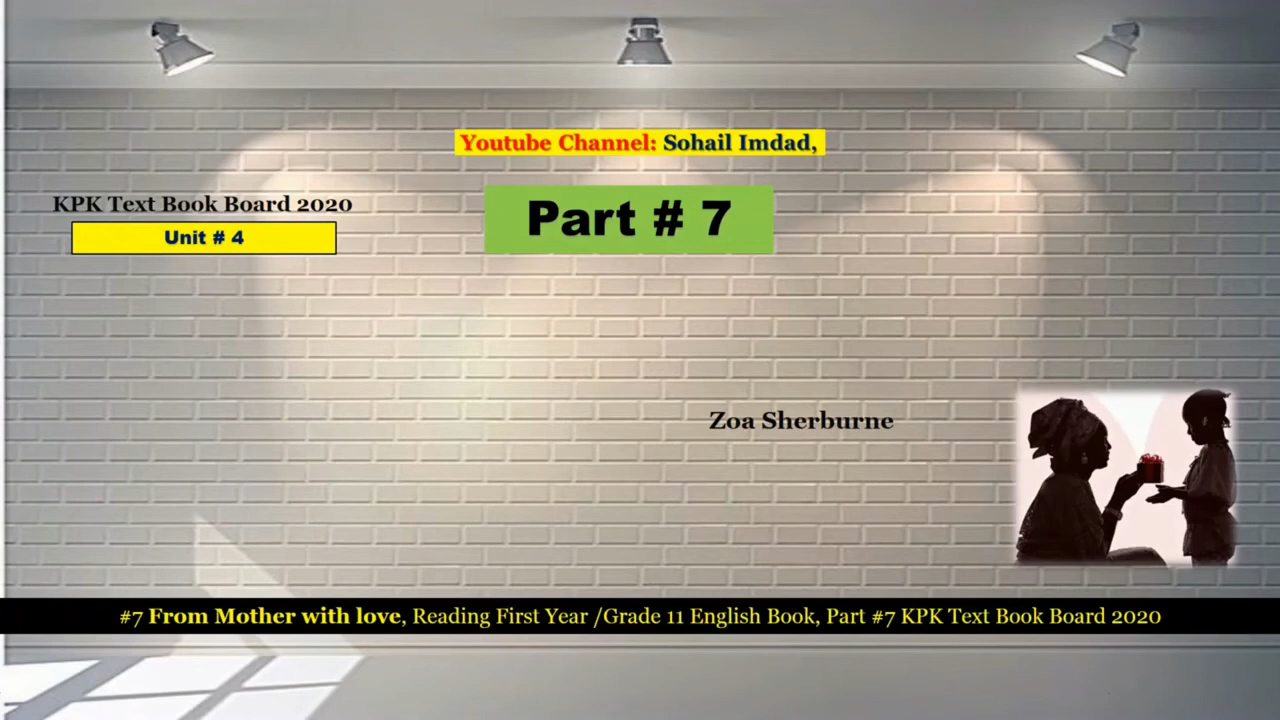 Youtube Channel: Sohail Imdad,
KPK Text Book Board 2020
Unit # 4
Part # 7
Zoa Sherburne
#7 From Mother with love, Reading First Year /Grade 11 English Book, Part #7 KPK Text Book Board 2020